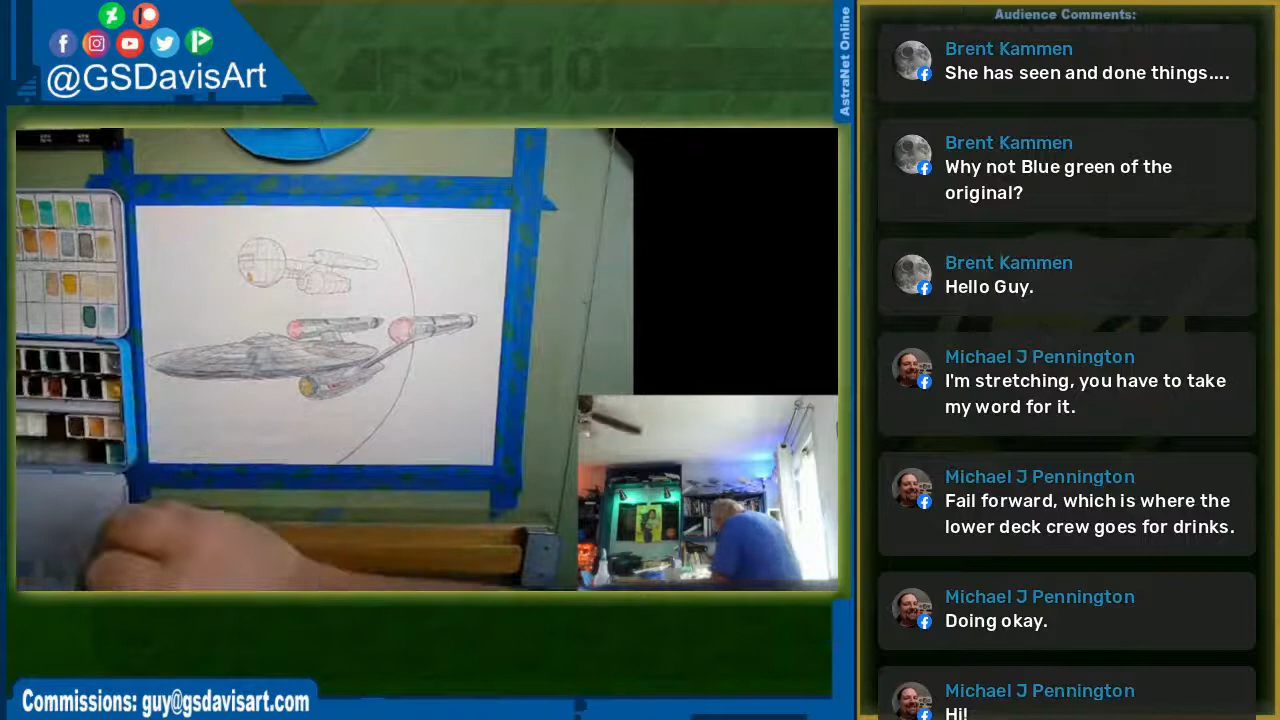 @GSDavisArt
AstraNet Online
Audience Comments:
Brent Kammen
She has seen and done things....
Brent Kammen
Why not Blue green of the
original?
Brent Kammen
Hello Guy.
Michael J Pennington
I'm stretching, you have to take
my word for it.
Michael J Pennington
Fail forward, which is where the
lower deck crew goes for drinks.
Michael J Pennington
Doing okay.
Michael J Pennington
Hi!
Commissions: guy@gsdavisart.com